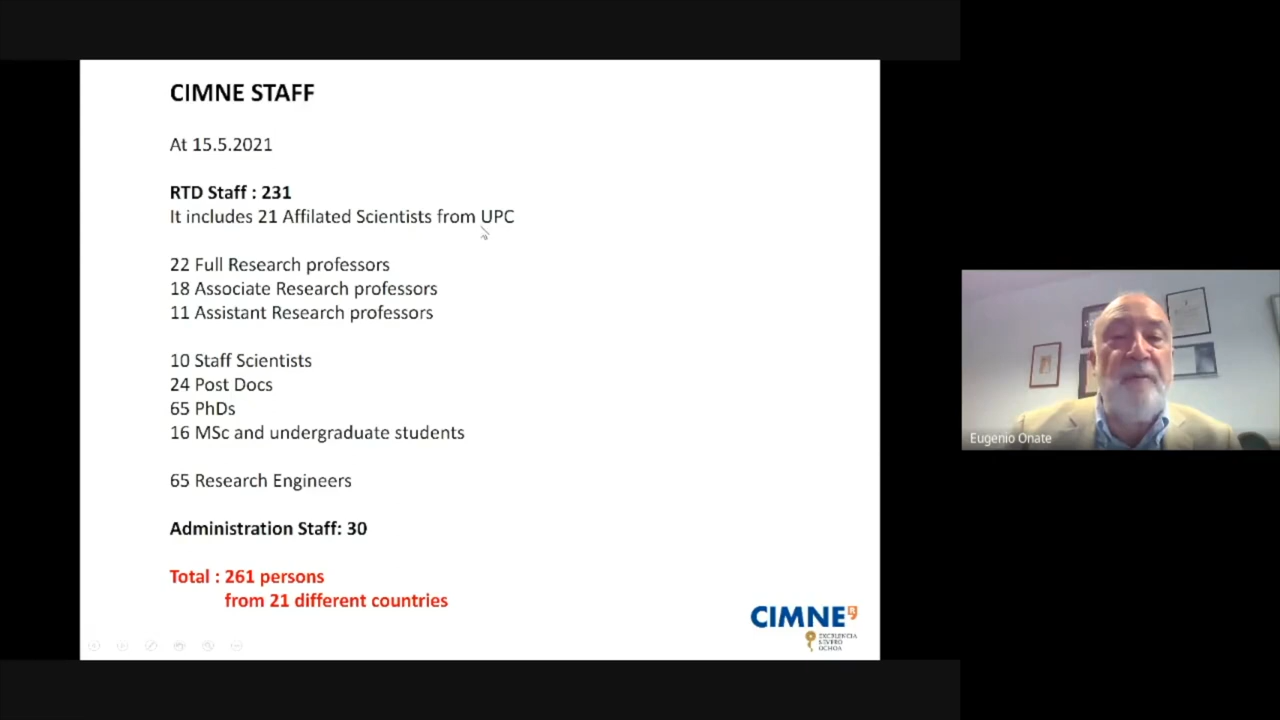 CIMNE STAFF
At 15.5.2021
RTD Staff : 231
It includes 21 Affilated Scientists from UPC
22 Full Research professors
18 Associate Research professors
11 Assistant Research professors
10 Staff Scientists
24 Post Docs
65 PhDs
16 MSc and undergraduate students
65 Research Engineers
Administration Staff: 30
Total : 261 persons
from 21 different countries
CIMNE
EXCELENCIA
SEVERO
OCHOA
Eugenio Onate